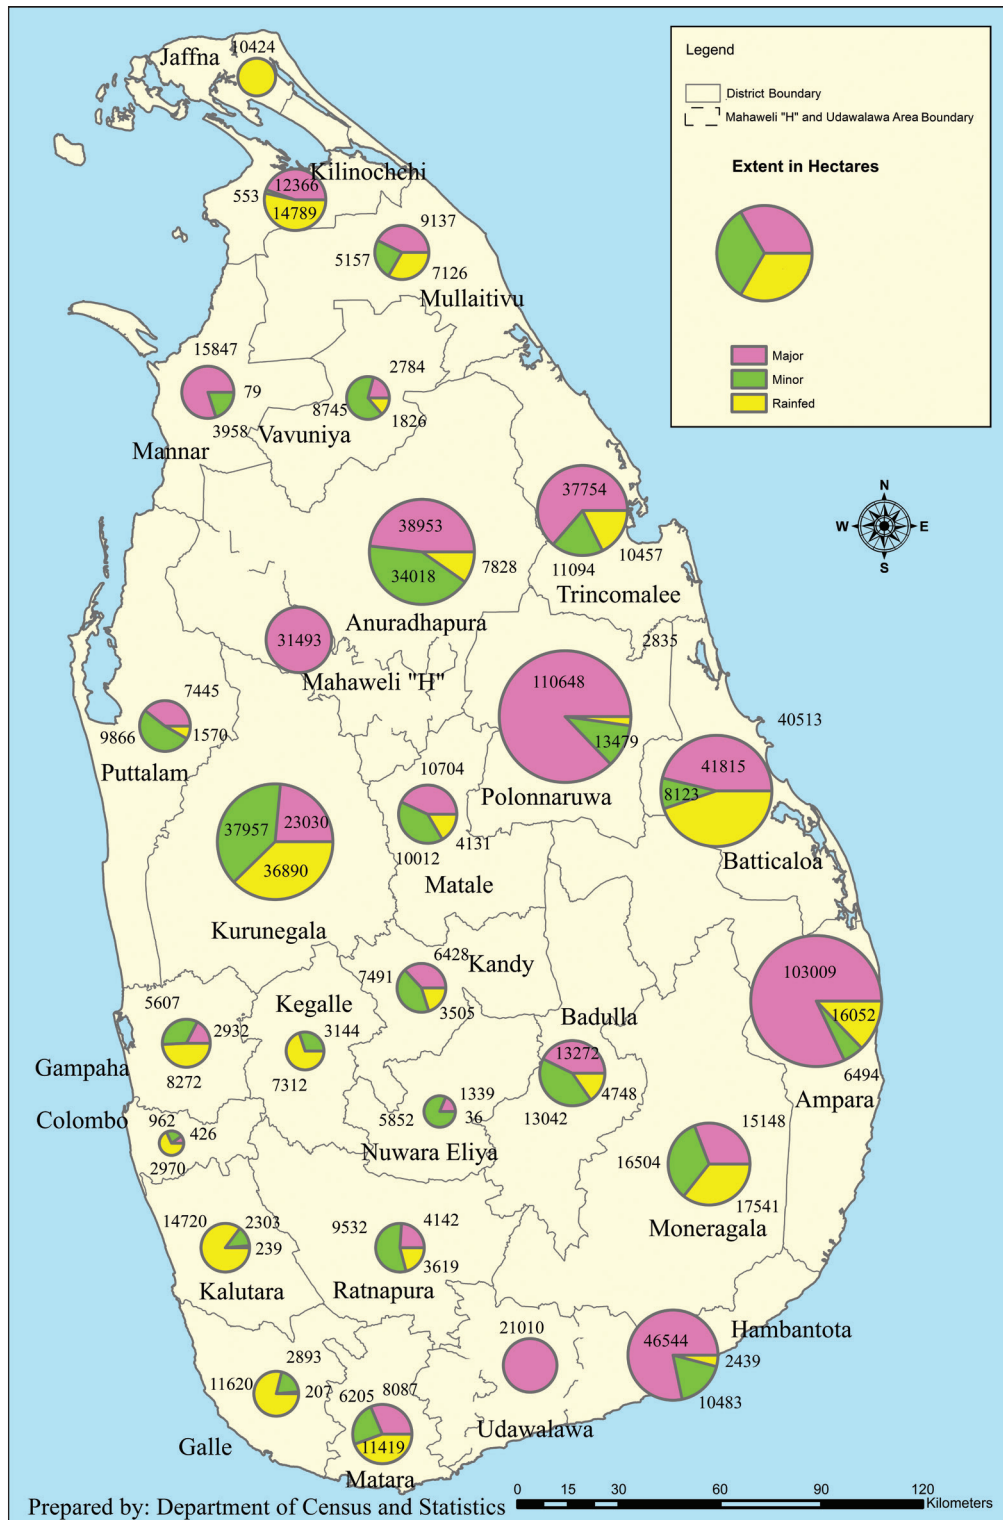 10424
Jaffna
Legend
District Boundary
Mahaweli "H" and Udawalawa Area Boundary
Extent in Hectares
Major
Minor
Rainfed
Kilinochchi
12366
553
14789
9137
5157
7126
Mullaitivu
15847
79
3958
Mannar
2784
8745
1826
Vavuniya
N
W
E
S
37754
10457
11094
Trincomalee
38953
7828
34018
Anuradhapura
31493
Mahaweli "H"
2835
110648
13479
Polonnaruwa
40513
41815
8123
Batticaloa
7445
9866
1570
Puttalam
10704
10012
4131
Matale
37957
23030
36890
Kurunegala
6428
7491
3505
Kandy
103009
16052
6494
Ampara
5607
2932
8272
Gampaha
Kegalle
3144
7312
Badulla
13272
4748
13042
1339
5852
36
Nuwara Eliya
Colombo
962
426
2970
15148
16504
17541
Moneragala
14720
2303
239
Kalutara
9532
4142
3619
Ratnapura
Hambantota
46544
2439
10483
21010
Udawalawa
2893
11620
207
Galle
6205
8087
11419
Matara
Prepared by: Department of Census and Statistics
0 15 30 60 90 120
Kilometers